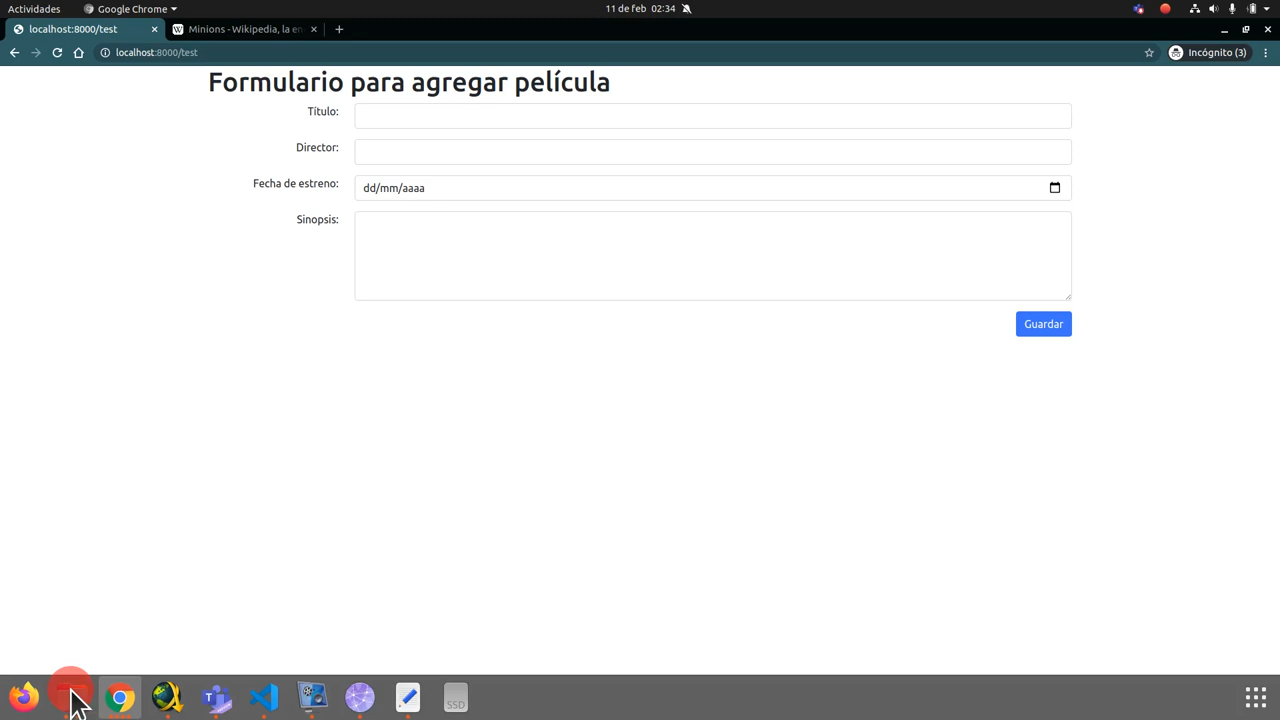 Actividades Google Chrome 11 de feb 02:34
localhost:8000/test Minions - Wikipedia, la en
localhost:8000/test Incógnito (3)
Formulario para agregar película
Título:
Director:
Fecha de estreno: dd/mm/aaaa
Sinopsis:
Guardar
SSD